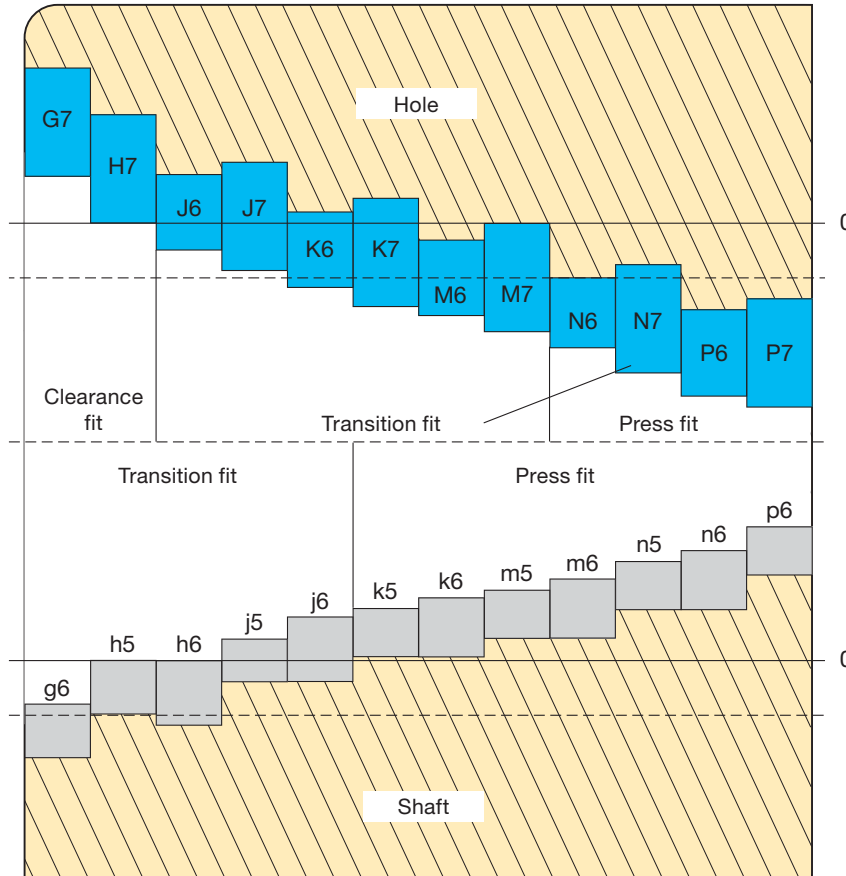 Hole
G7
H7
J6
J7
K6
K7
M6
M7
N6
N7
P6
P7
0
Clearance
fit
Transition fit
Press fit
Transition fit
Press fit
g6
h5
h6
j5
j6
k5
k6
m5
m6
n5
n6
p6
0
Shaft